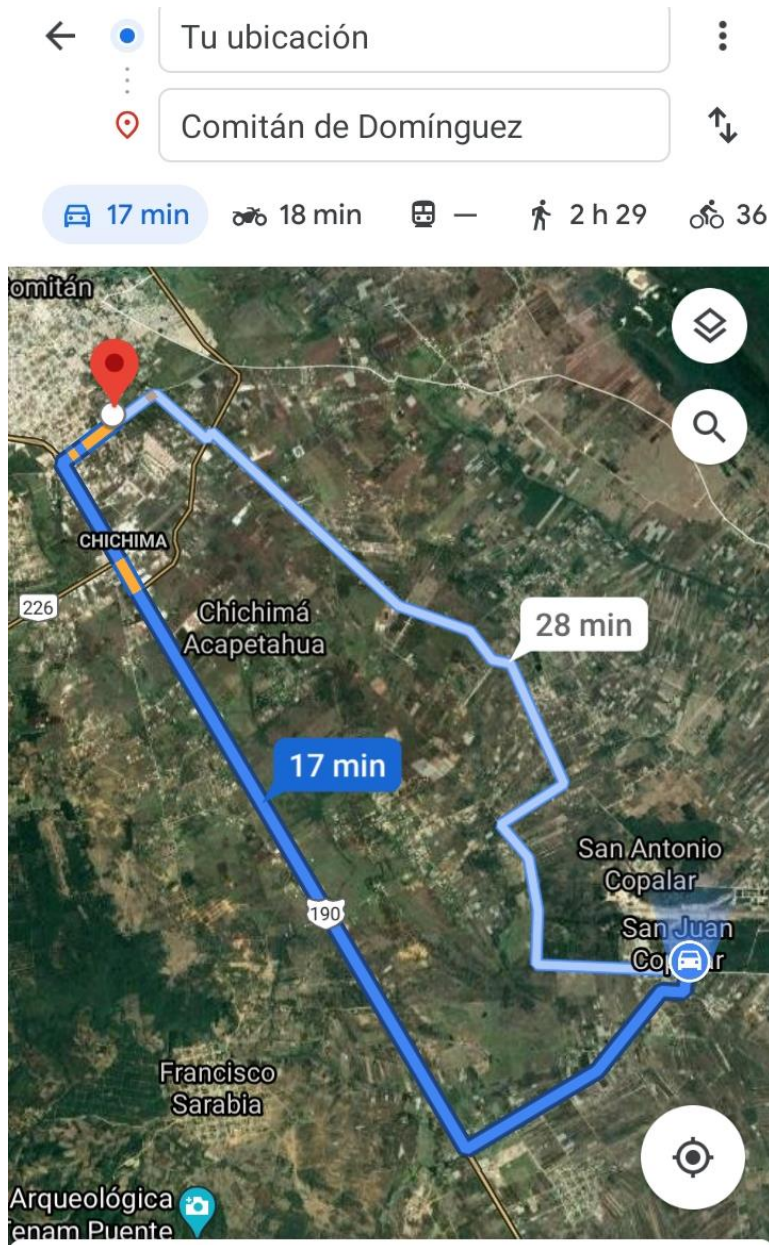 Tu ubicación
Comitán de Domínguez
17 min
18 min
—
2 h 29
36
omitán
CHICHIMA
226
Chichimá
Acapetahua
28 min
17 min
San Antonio
Copalar
190
San Juan
Francisco
Sarabia
Arqueológica
Tenam Puente